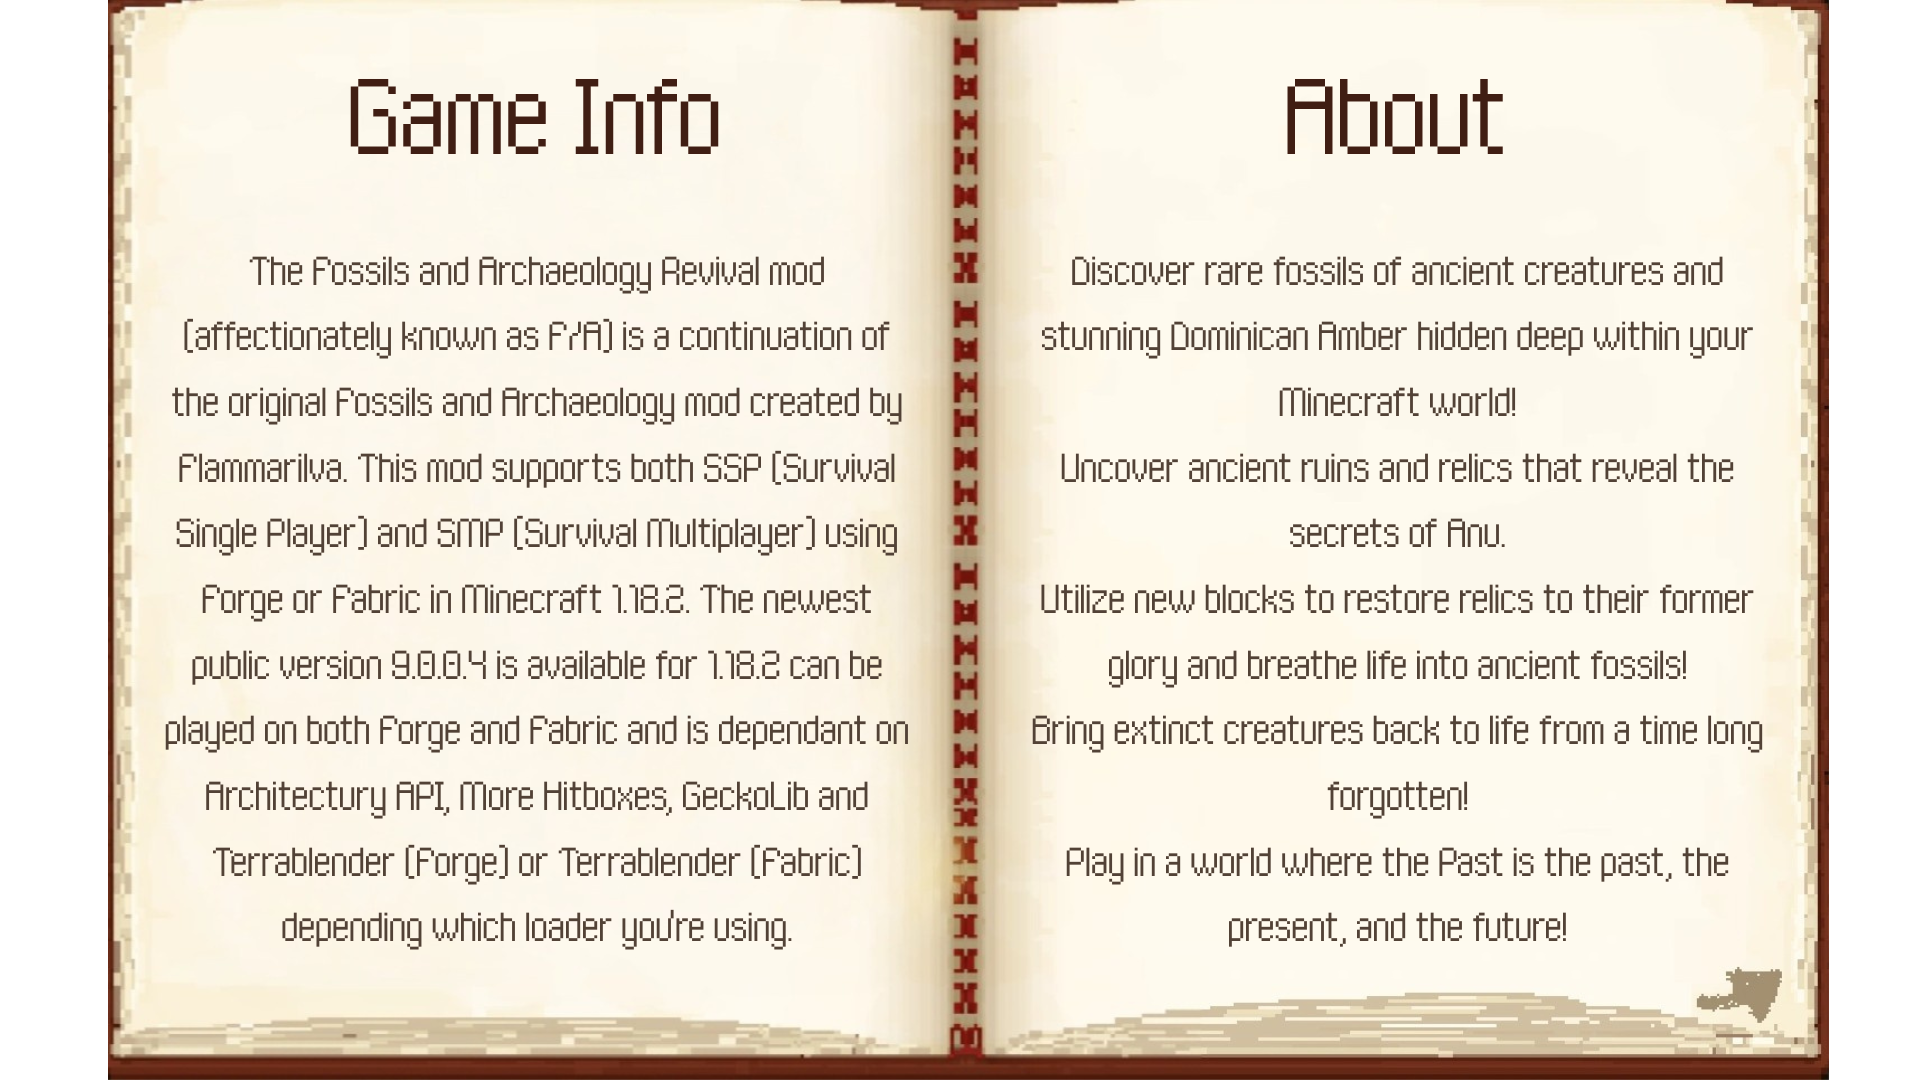 Game Info
The Fossils and Archaeology Revival mod
(affectionately known as F/A) is a continuation of
the original Fossils and Archaeology mod created by
Flammarilva. This mod supports both SSP (Survival
Single Player) and SMP (Survival Multiplayer) using
Forge or Fabric in Minecraft 1.18.2. The newest
public version 9.0.0.4 is available for 1.18.2 can be
played on both Forge and Fabric and is dependant on
Architectury API, More Hitboxes, GeckoLib and
Terrablender (Forge) or Terrablender (Fabric)
depending which loader you're using.
About
Discover rare fossils of ancient creatures and
stunning Dominican Amber hidden deep within your
Minecraft world!
Uncover ancient ruins and relics that reveal the
secrets of Anu.
Utilize new blocks to restore relics to their former
glory and breathe life into ancient fossils!
Bring extinct creatures back to life from a time long
forgotten!
Play in a world where the Past is the past, the
present, and the future!